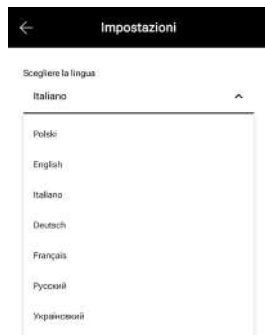 Impostazioni
Scegliere la lingua
Italiano
Polski
English
Italiano
Deutsch
Français
Русский
Український